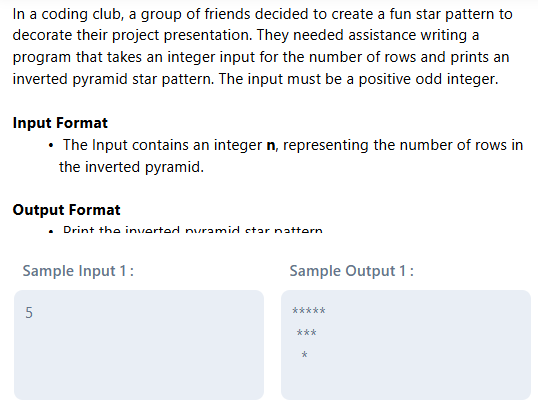 In a coding club, a group of friends decided to create a fun star pattern to
decorate their project presentation. They needed assistance writing a
program that takes an integer input for the number of rows and prints an
inverted pyramid star pattern. The input must be a positive odd integer.
Input Format
• The Input contains an integer n, representing the number of rows in
the inverted pyramid.
Output Format
• Print the inverted pyramid star pattern
Sample Input 1:
5
Sample Output 1:
*****
 ***
  *